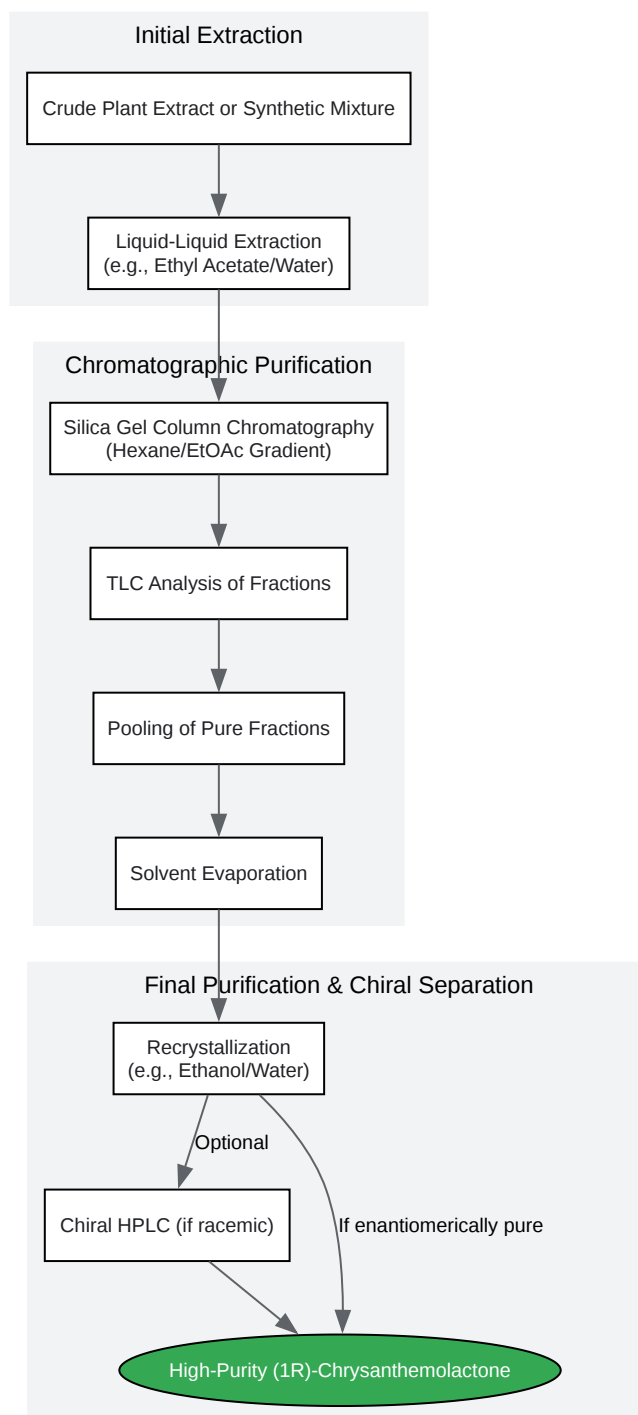 Initial Extraction
Crude Plant Extract or Synthetic Mixture
Liquid-Liquid Extraction
(e.g., Ethyl Acetate/Water)
Chromatographic Purification
Silica Gel Column Chromatography
(Hexane/EtOAc Gradient)
TLC Analysis of Fractions
Pooling of Pure Fractions
Solvent Evaporation
Final Purification & Chiral Separation
Recrystallization
(e.g., Ethanol/Water)
Optional
Chiral HPLC (if racemic)
If enantiomerically pure
High-Purity (1R)-Chrysanthemolactone